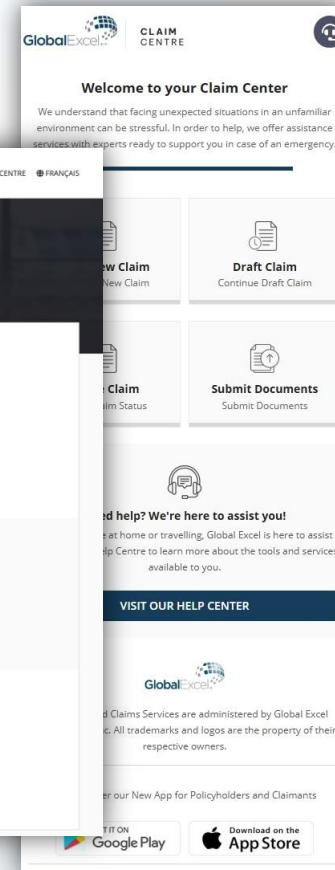 GlobalExcel
CLAIM
CENTRE
Welcome to your Claim Center
We understand that facing unexpected situations in an unfamiliar
environment can be stressful. In order to help, we offer assistance
services with experts ready to support you in case of an emergency.
CENTRE FRANÇAIS
Claim
New Claim
Draft Claim
Continue Draft Claim
Claim
Status
Submit Documents
Submit Documents
help? We're here to assist you!
at home or travelling, Global Excel is here to assist
Centre to learn more about the tools and services
available to you.
VISIT OUR HELP CENTER
GlobalExcel
Claims Services are administered by Global Excel
All trademarks and logos are the property of their
respective owners.
our New App for Policyholders and Claimants
IT ON
Google Play
Download on the
App Store